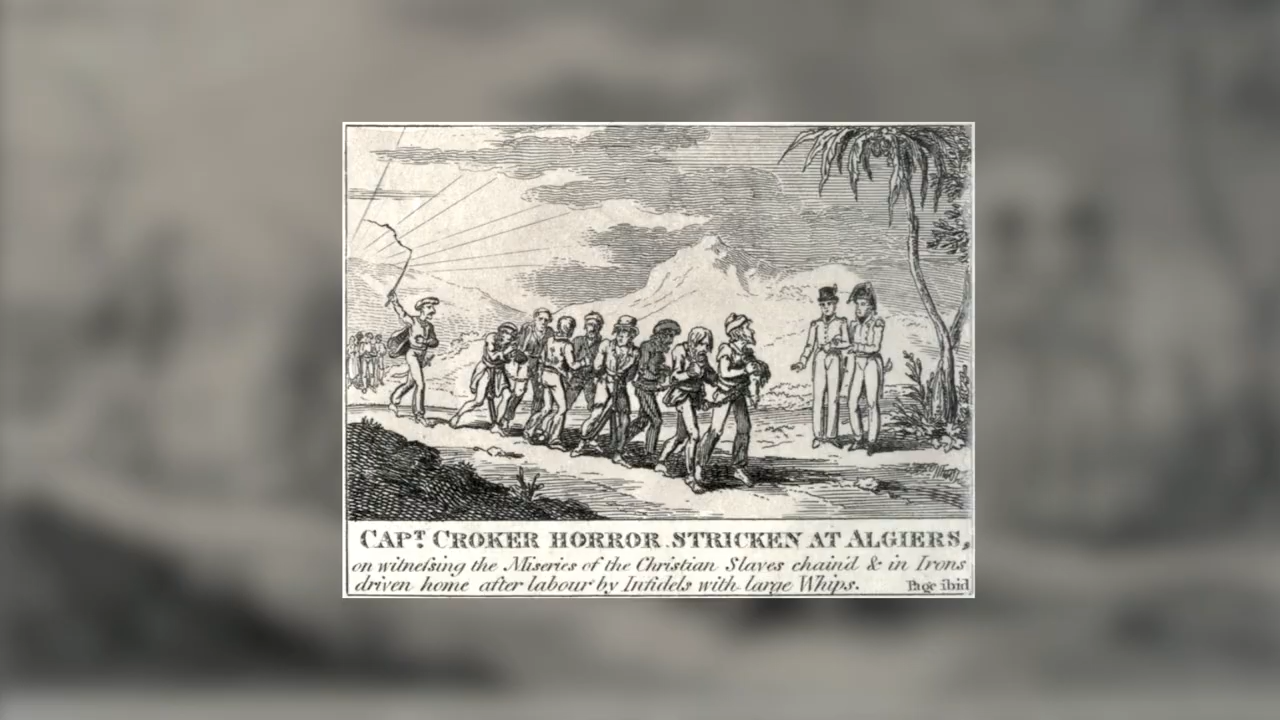 CAPT CROKER HORROR STRICKEN AT ALGIERS,
on witneſsing the Miseries of the Christian Slaves chain'd & in Irons
driven home after labour by Infidels with large Whips. Page ibid